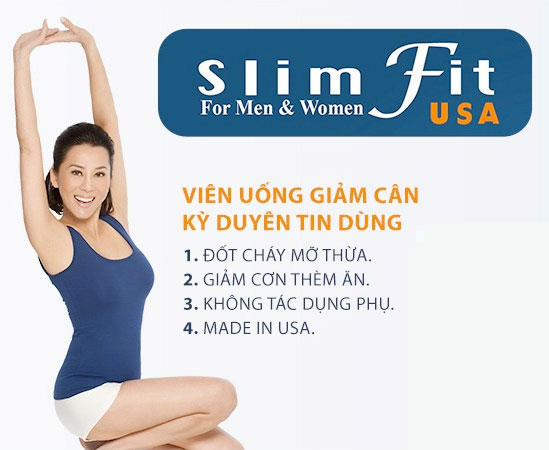 Slim Fit
For Men & Women
USA
VIÊN UỐNG GIẢM CÂN
KỲ DUYÊN TIN DÙNG
1. ĐỐT CHÁY MỠ THỪA.
2. GIẢM CƠN THÈM ĂN.
3. KHÔNG TÁC DỤNG PHỤ.
4. MADE IN USA.